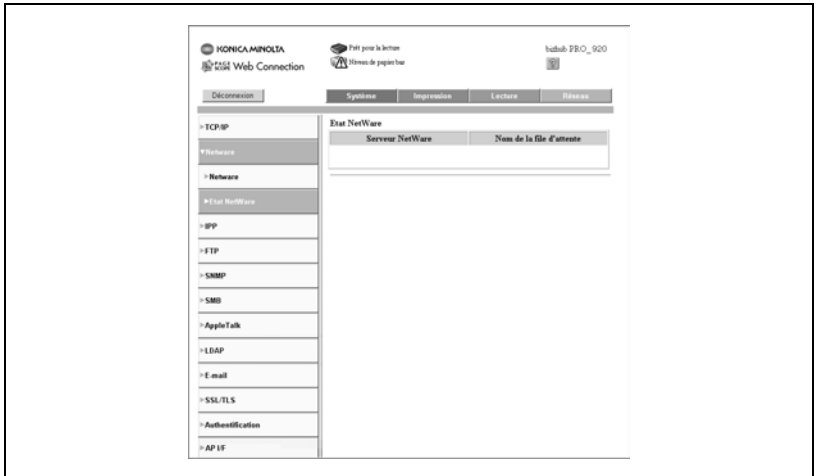 KONICA MINOLTA
PAGE SCOPE Web Connection
Prêt pour la lecture
Niveau de papier bas
bizhub PRO_920
Déconnexion
Système
Impression
Lecture
Réseau
TCP/IP
Netware
Netware
Etat NetWare
IPP
FTP
SNMP
SMB
AppleTalk
LDAP
E-mail
SSL/TLS
Authentification
AP I/F
Etat NetWare
Serveur NetWare
Nom de la file d'attente